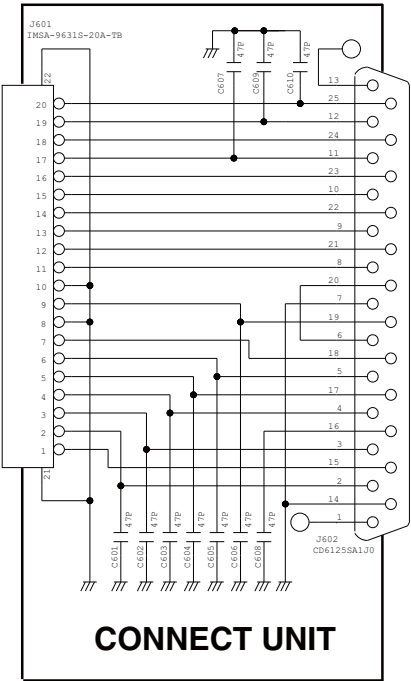 J601
IMSA-9631S-20A-TB
22
20
19
18
17
16
15
14
13
12
11
10
9
8
7
6
5
4
3
2
1
21
47P
47P
47P
C607
C609
C610
13
25
12
24
11
23
10
22
9
21
8
20
7
19
6
18
5
17
4
16
3
15
2
14
1
J602
CD6125SA1J0
47P
47P
47P
47P
47P
47P
47P
C601
C602
C603
C604
C605
C606
C608
CONNECT UNIT